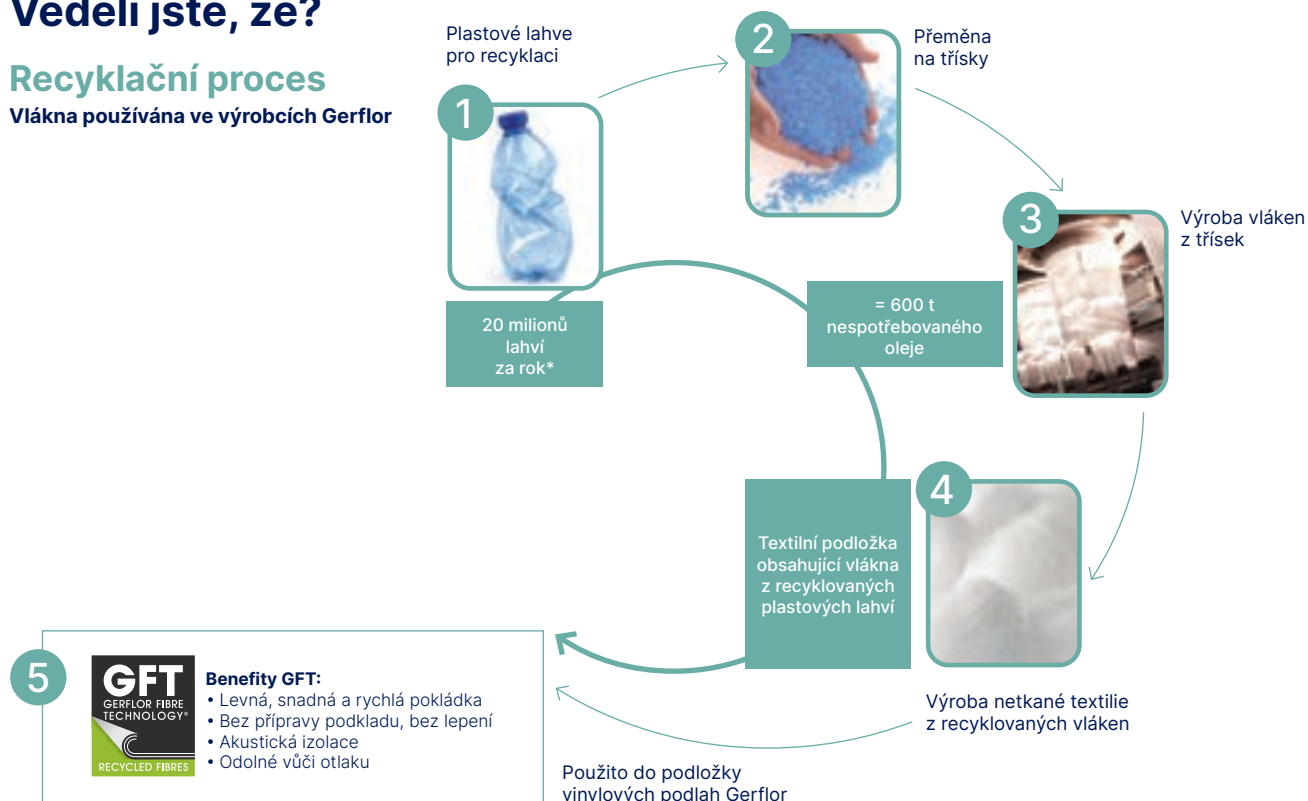 Věděli jste, že?
Recyklační proces
Vlákna používána ve výrobcích Gerflor
Plastové lahve
pro recyklaci
1
20 milionů
lahví
za rok*
2
Přeměna
na třísky
= 600 t
nespotřebovaného
oleje
3
Výroba vláken
z třísek
4
Textilní podložka
obsahující vlákna
z recyklovaných
plastových lahví
Výroba netkané textilie
z recyklovaných vláken
5
GFT
GERFLOR FIBRE
TECHNOLOGY®
RECYCLED FIBRES
Benefity GFT:
• Levná, snadná a rychlá pokládka
• Bez přípravy podkladu, bez lepení
• Akustická izolace
• Odolné vůči otlaku
Použito do podložky
vinylových podlah Gerflor